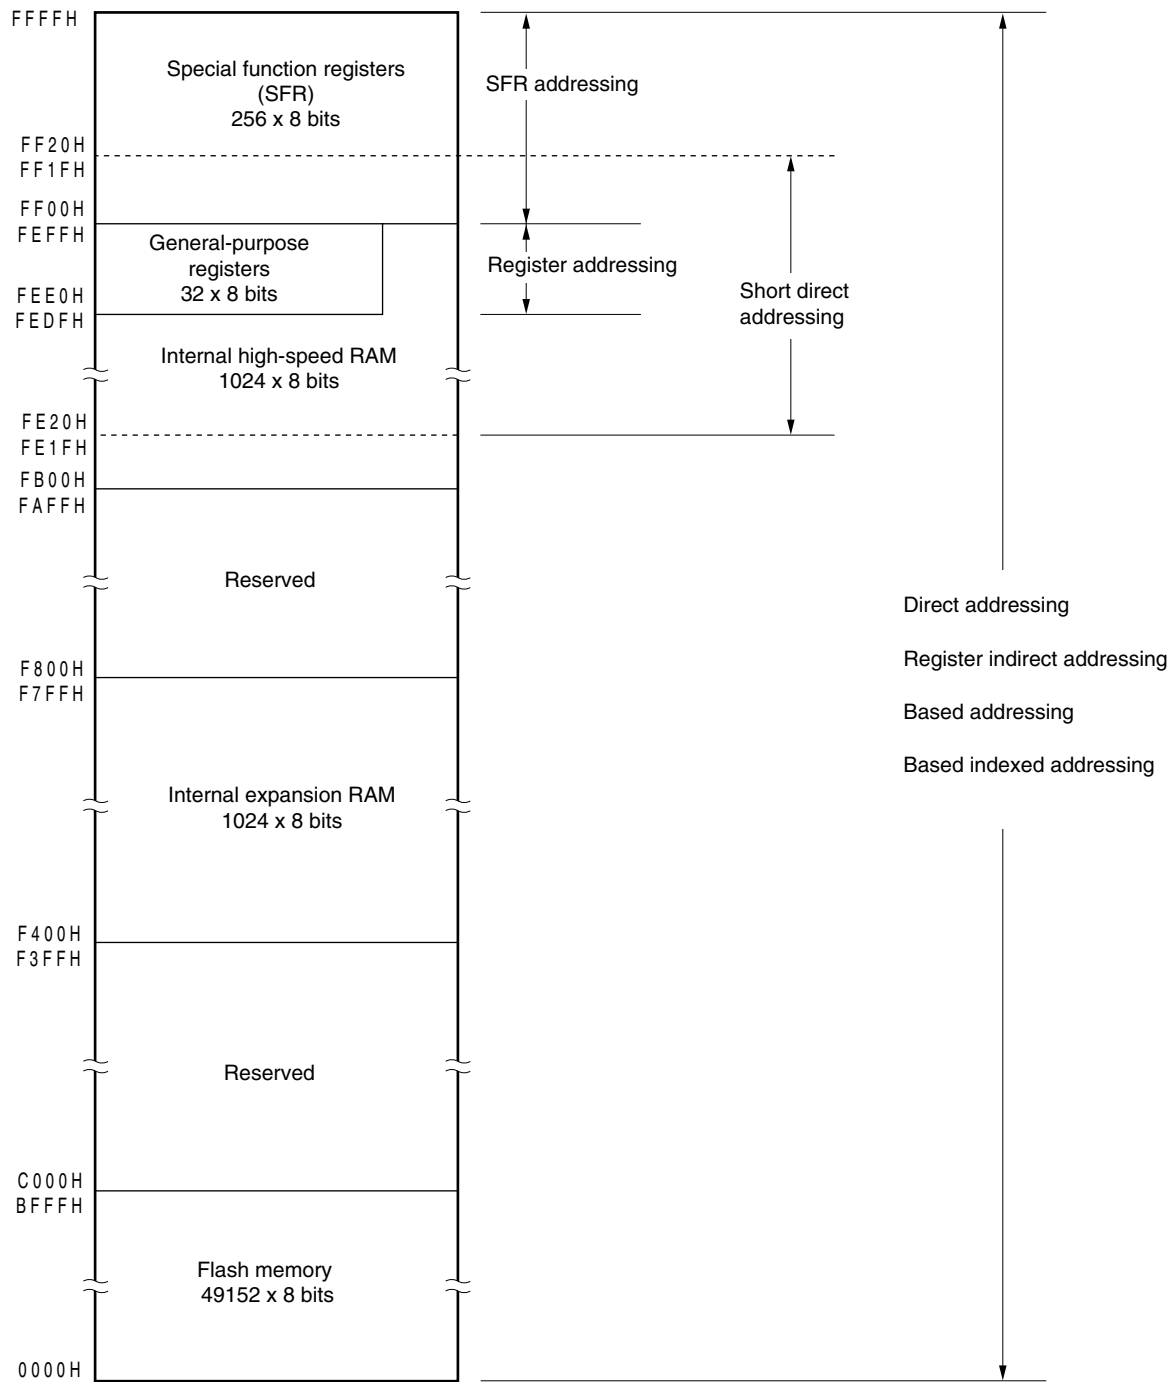 FFFFH
Special function registers
(SFR)
256 x 8 bits
SFR addressing
FF20H
FF1FH
FF00H
FEFFH
General-purpose
registers
32 x 8 bits
Register addressing
Short direct
addressing
FEE0H
FEDFH
Internal high-speed RAM
1024 x 8 bits
FE20H
FE1FH
FB00H
FAFFH
Reserved
Direct addressing
Register indirect addressing
Based addressing
Based indexed addressing
F800H
F7FFH
Internal expansion RAM
1024 x 8 bits
F400H
F3FFH
Reserved
C000H
BFFFH
Flash memory
49152 x 8 bits
0000H